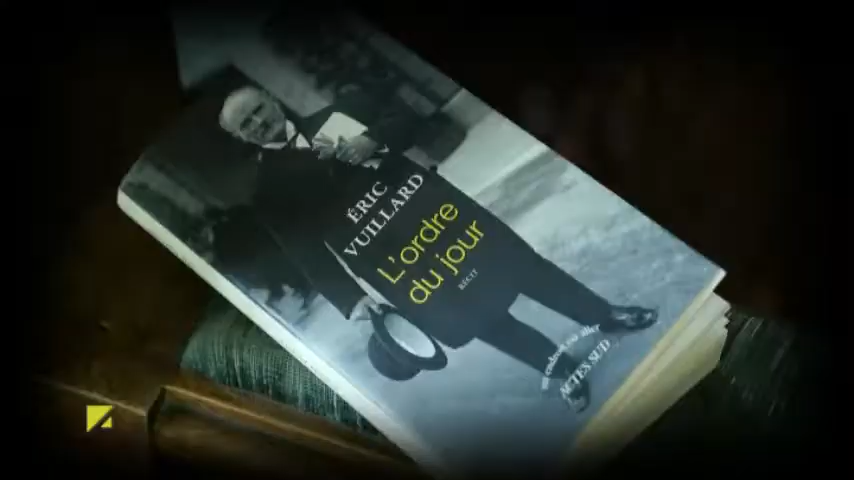 ÉRIC
VUILLARD
L'ordre
du jour
RÉCIT
un endroit où aller
ACTES SUD